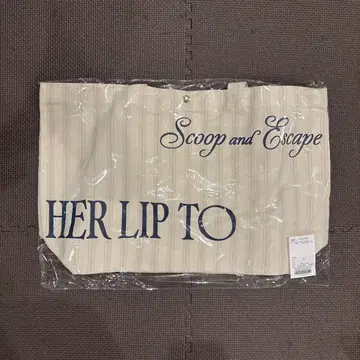 Scoop and Escape
HER LIP TO